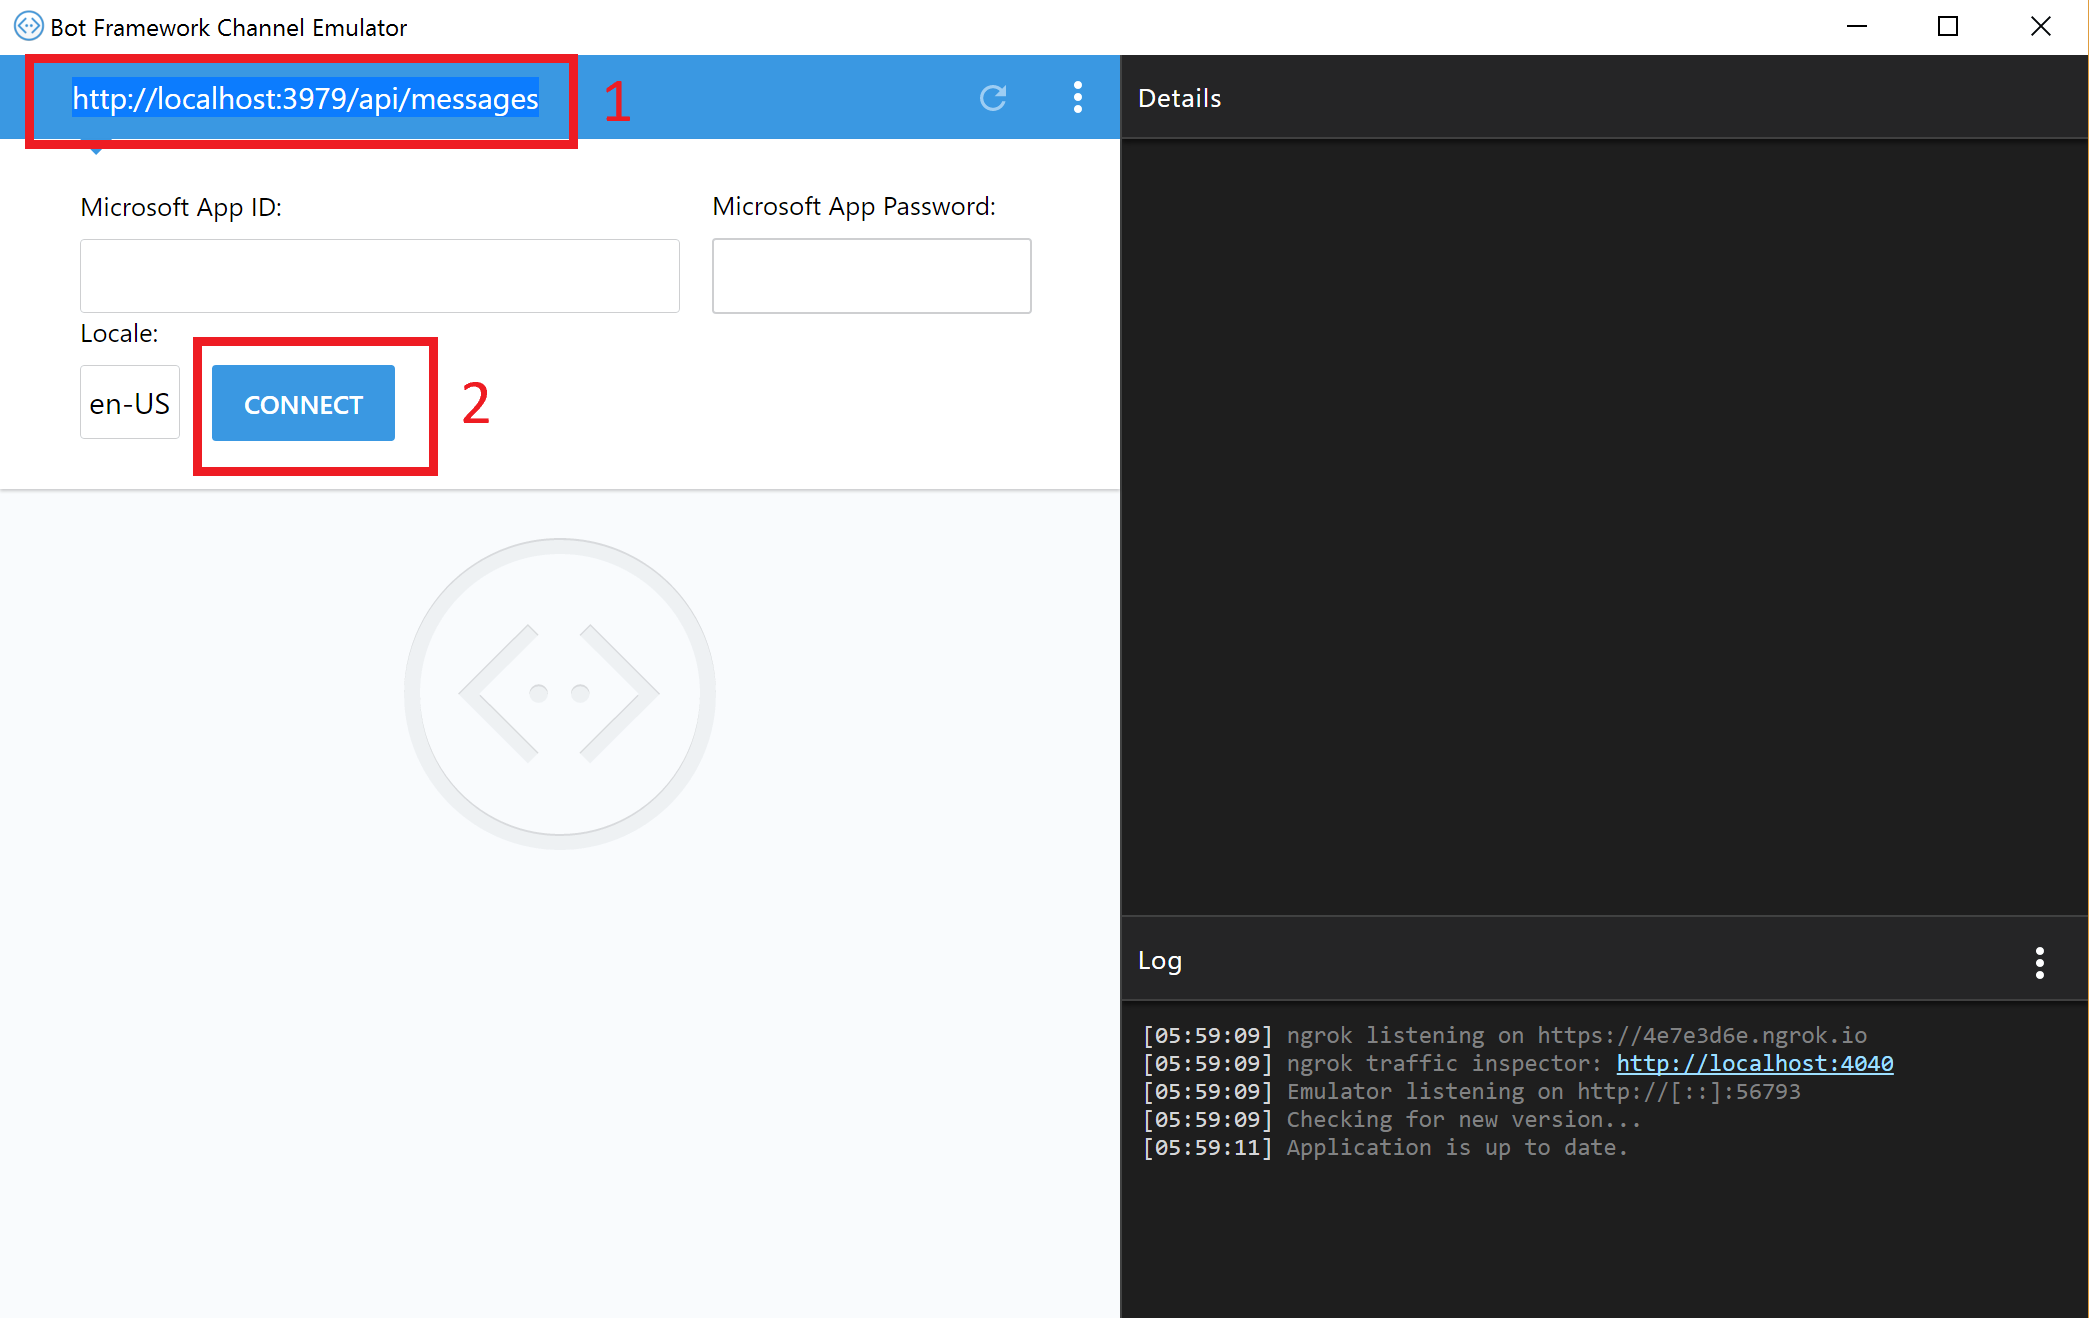 Bot Framework Channel Emulator
http://localhost:3979/api/messages
1
Microsoft App ID:
Microsoft App Password:
Locale:
en-US
CONNECT
2
Details
Log
[05:59:09] ngrok listening on https://4e7e3d6e.ngrok.io
[05:59:09] ngrok traffic inspector: http://localhost:4040
[05:59:09] Emulator listening on http://[::]:56793
[05:59:09] Checking for new version...
[05:59:11] Application is up to date.